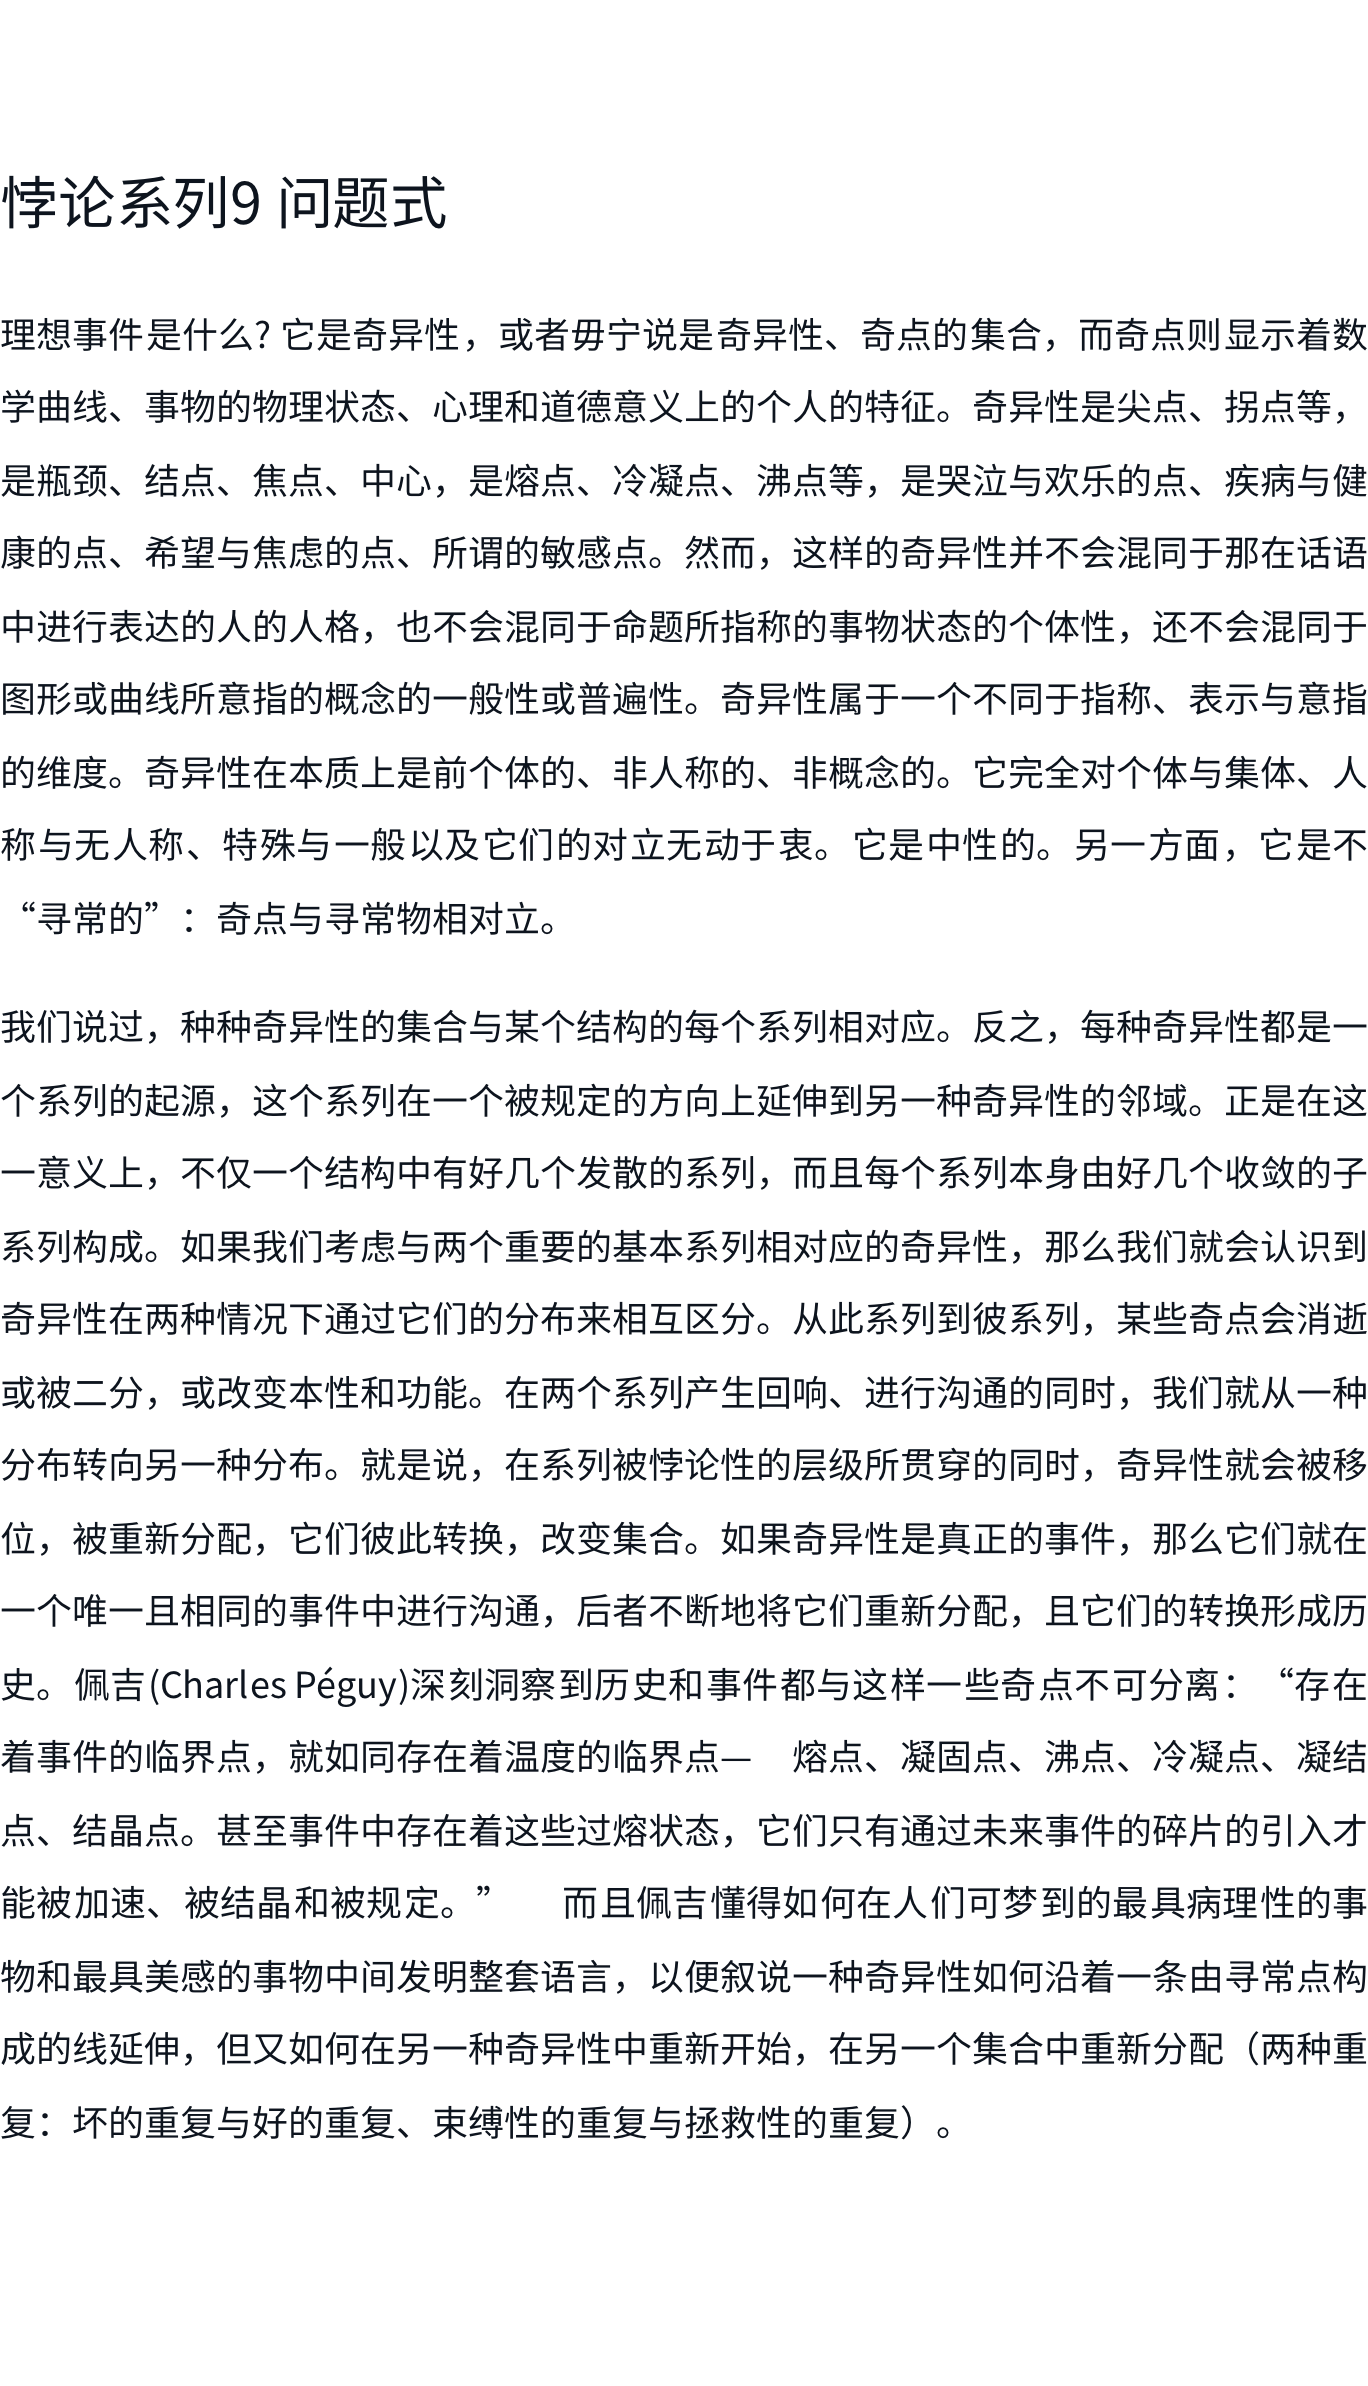 悖论系列9 问题式
理想事件是什么? 它是奇异性，或者毋宁说是奇异性、奇点的集合，而奇点则显示着数
学曲线、事物的物理状态、心理和道德意义上的个人的特征。奇异性是尖点、拐点等，
是瓶颈、结点、焦点、中心，是熔点、冷凝点、沸点等，是哭泣与欢乐的点、疾病与健
康的点、希望与焦虑的点、所谓的敏感点。然而，这样的奇异性并不会混同于那在话语
中进行表达的人的人格，也不会混同于命题所指称的事物状态的个体性，还不会混同于
图形或曲线所意指的概念的一般性或普遍性。奇异性属于一个不同于指称、表示与意指
的维度。奇异性在本质上是前个体的、非人称的、非概念的。它完全对个体与集体、人
称与无人称、特殊与一般以及它们的对立无动于衷。它是中性的。另一方面，它是不
“寻常的”：奇点与寻常物相对立。
我们说过，种种奇异性的集合与某个结构的每个系列相对应。反之，每种奇异性都是一
个系列的起源，这个系列在一个被规定的方向上延伸到另一种奇异性的邻域。正是在这
一意义上，不仅一个结构中有好几个发散的系列，而且每个系列本身由好几个收敛的子
系列构成。如果我们考虑与两个重要的基本系列相对应的奇异性，那么我们就会认识到
奇异性在两种情况下通过它们的分布来相互区分。从此系列到彼系列，某些奇点会消逝
或被二分，或改变本性和功能。在两个系列产生回响、进行沟通的同时，我们就从一种
分布转向另一种分布。就是说，在系列被悖论性的层级所贯穿的同时，奇异性就会被移
位，被重新分配，它们彼此转换，改变集合。如果奇异性是真正的事件，那么它们就在
一个唯一且相同的事件中进行沟通，后者不断地将它们重新分配，且它们的转换形成历
史。佩吉(Charles Péguy)深刻洞察到历史和事件都与这样一些奇点不可分离：“存在
着事件的临界点，就如同存在着温度的临界点—　熔点、凝固点、沸点、冷凝点、凝结
点、结晶点。甚至事件中存在着这些过熔状态，它们只有通过未来事件的碎片的引入才
能被加速、被结晶和被规定。”　而且佩吉懂得如何在人们可梦到的最具病理性的事
物和最具美感的事物中间发明整套语言，以便叙说一种奇异性如何沿着一条由寻常点构
成的线延伸，但又如何在另一种奇异性中重新开始，在另一个集合中重新分配（两种重
复：坏的重复与好的重复、束缚性的重复与拯救性的重复）。